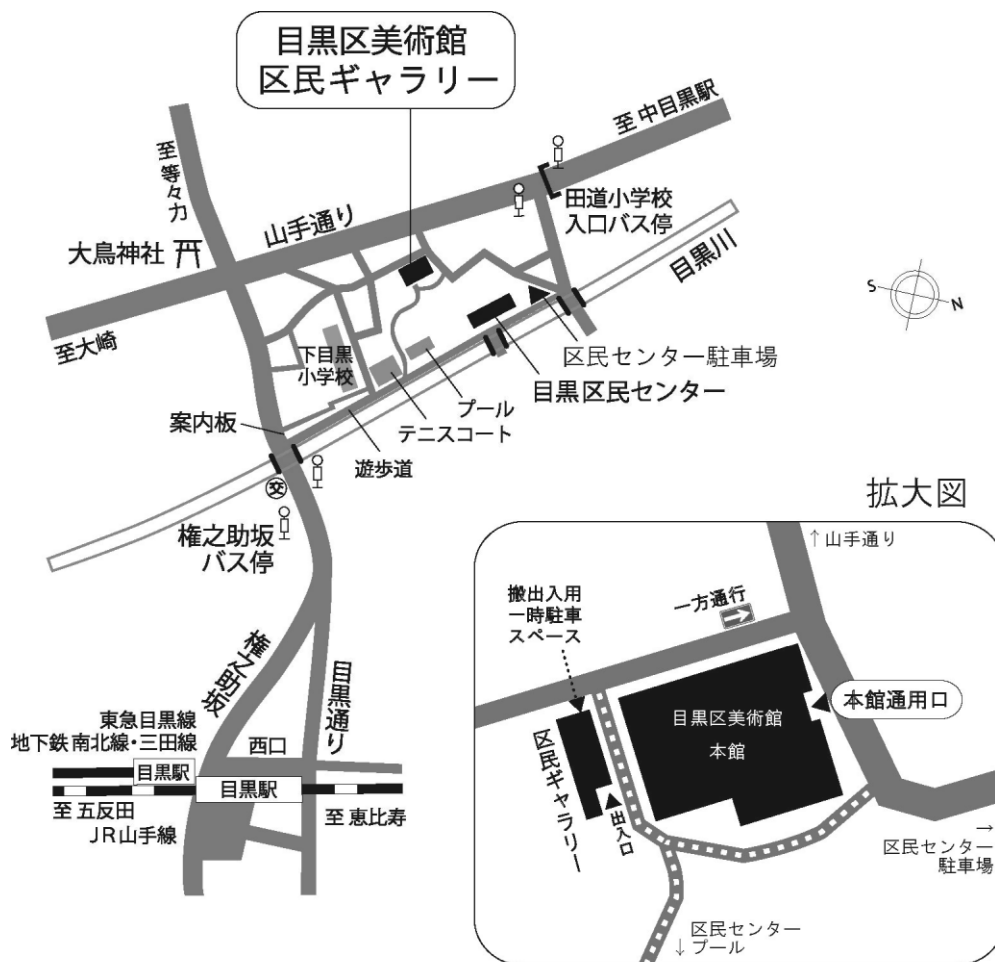 目黒区美術館
区民ギャラリー
至 中目黒駅
至 等々力
山手通り
田道小学校
入口バス停
大鳥神社
目黒川
至大崎
S
N
下目黒
小学校
区民センター駐車場
目黒区民センター
プール
テニスコート
案内板
遊歩道
交
権之助坂
バス停
権之助坂
目黒通り
東急目黒線
地下鉄 南北線・三田線
西口
目黒駅
目黒駅
至 五反田
至 恵比寿
JR山手線
拡大図
↑山手通り
搬出入用
一時駐車
スペース
一方通行
本館通用口
目黒区美術館
本館
区民ギャラリー
出入口
→
区民センター
駐車場
区民センター
↓ プール